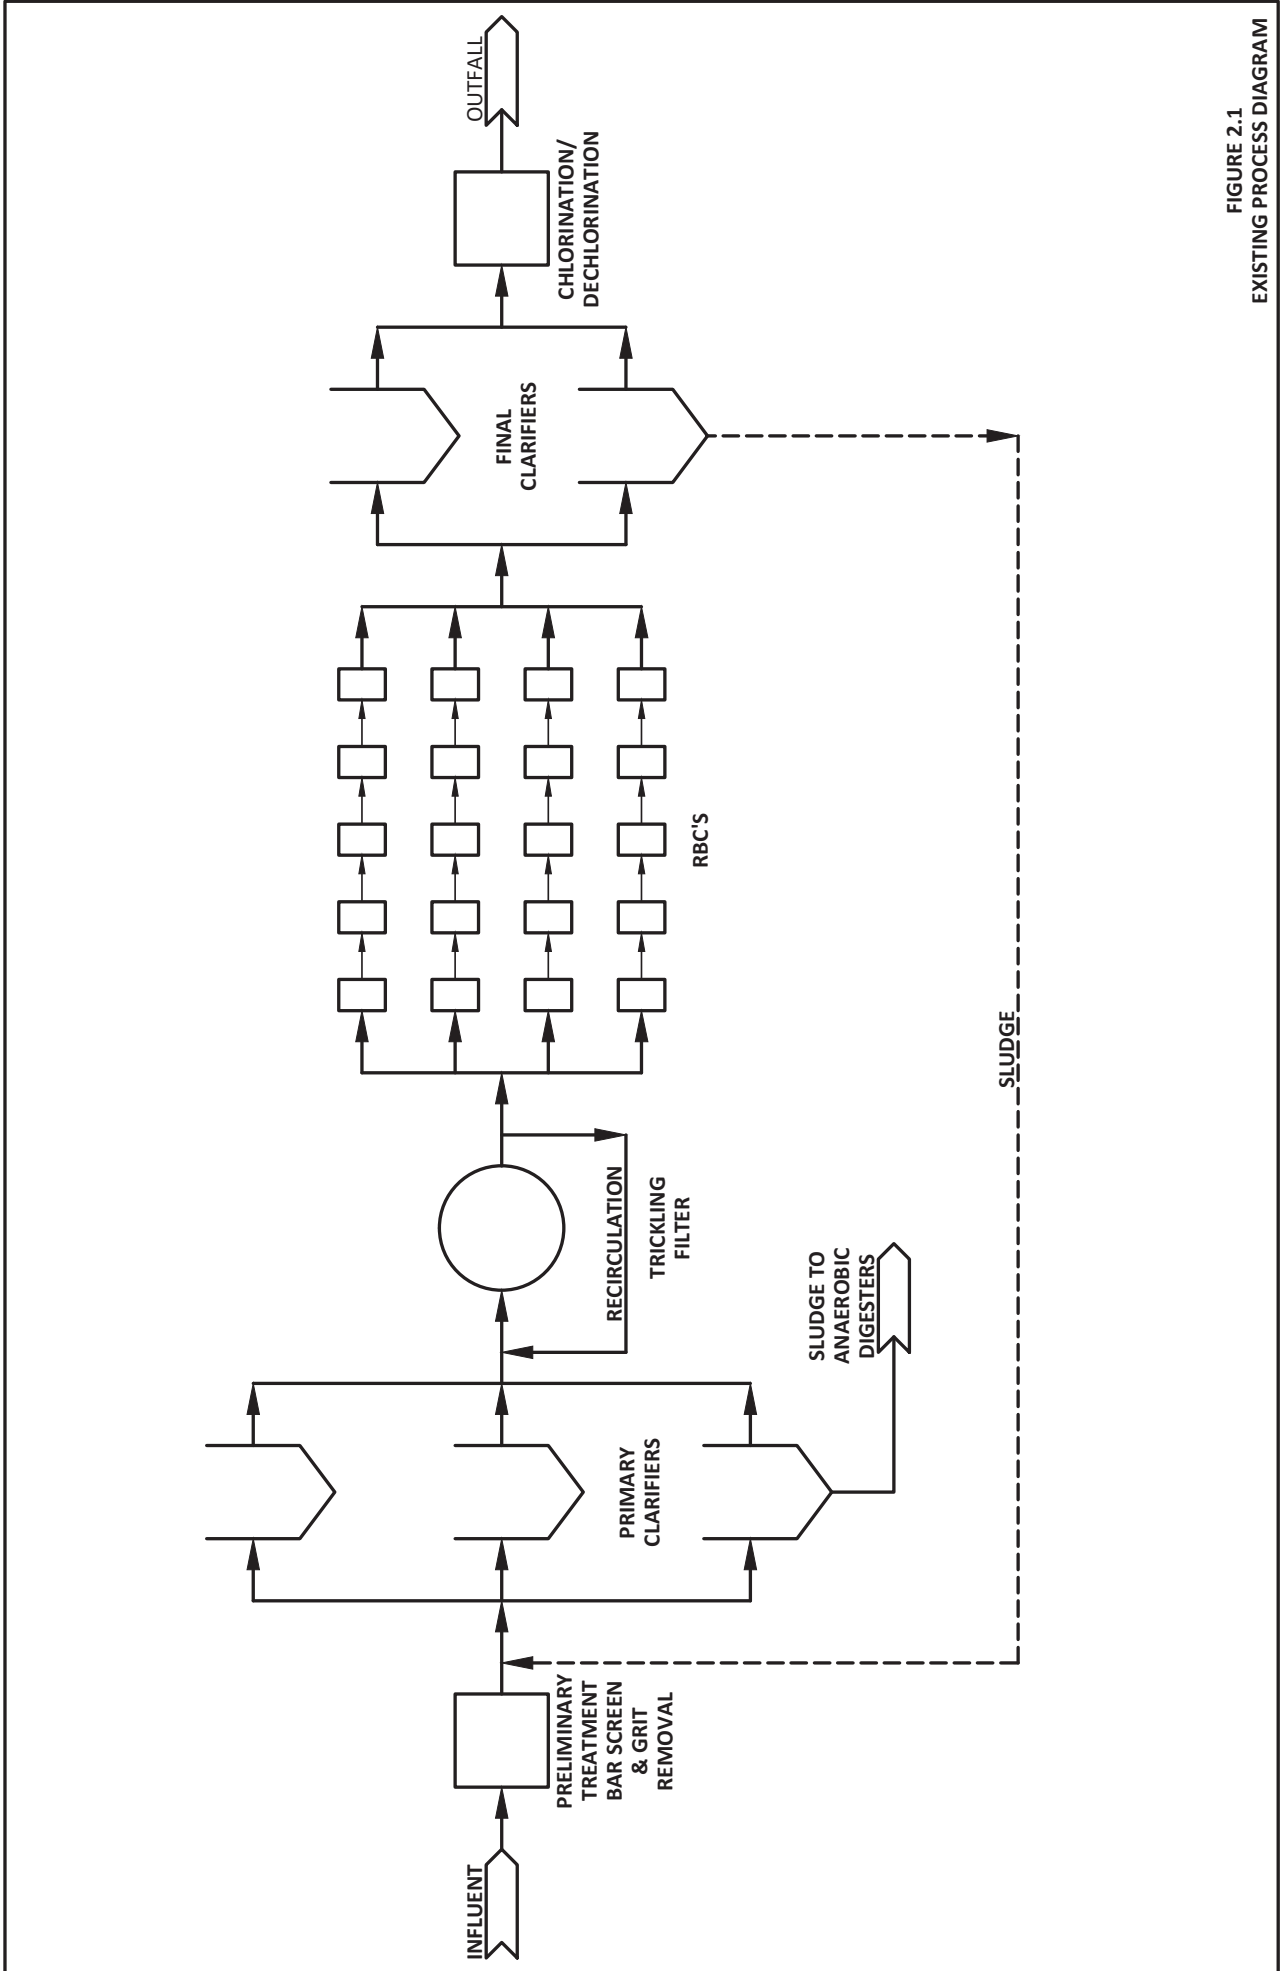 INFLUENT
PRELIMINARY
TREATMENT
BAR SCREEN
& GRIT
REMOVAL
PRIMARY
CLARIFIERS
SLUDGE TO
ANAEROBIC
DIGESTERS
RECIRCULATION
TRICKLING
FILTER
RBC'S
SLUDGE
FINAL
CLARIFIERS
CHLORINATION/
DECHLORINATION
OUTFALL
FIGURE 2.1
EXISTING PROCESS DIAGRAM